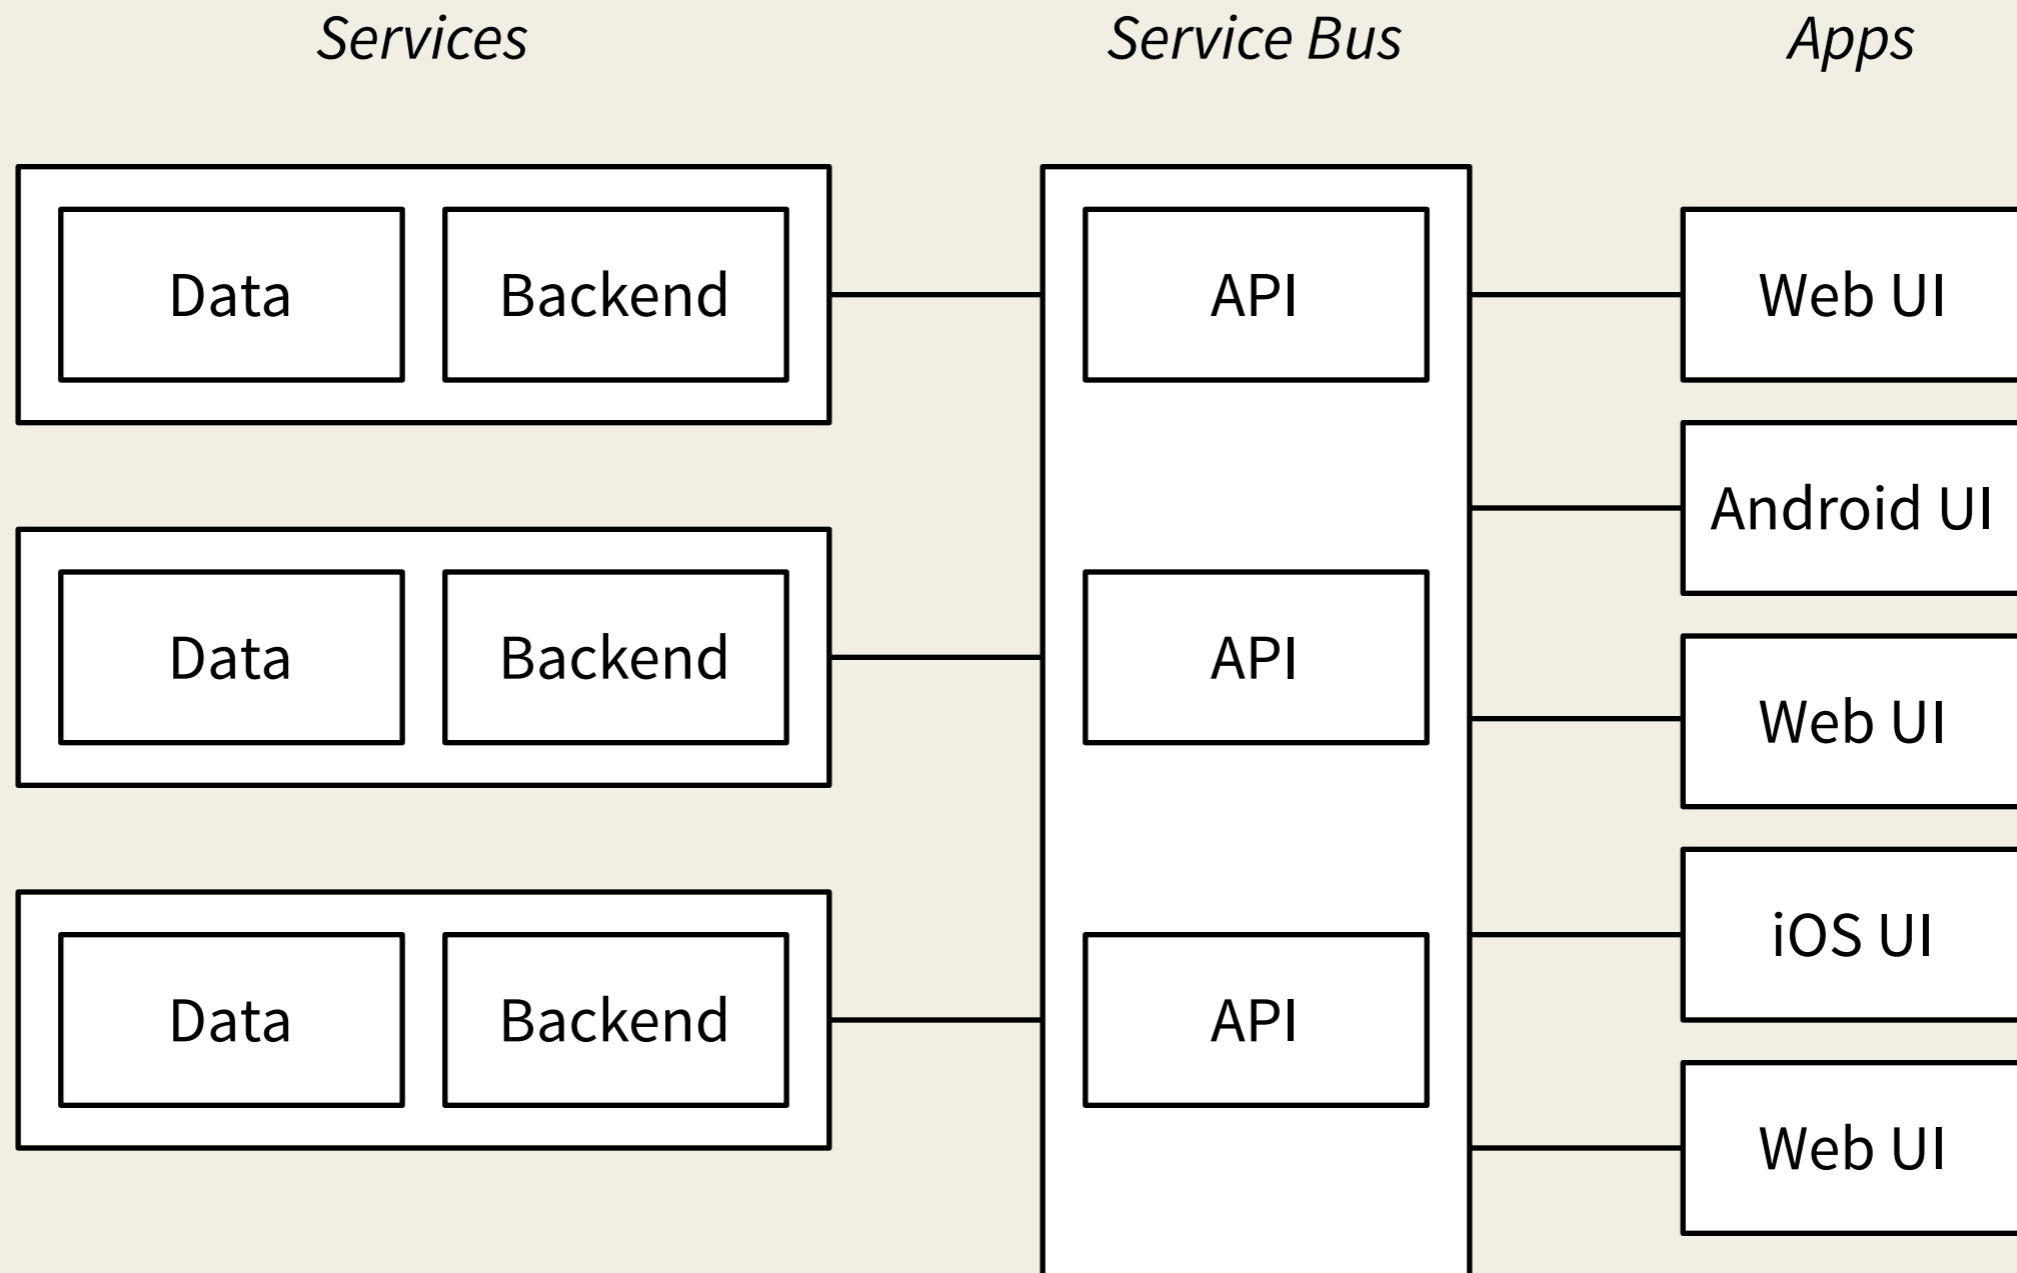 Services
Service Bus
Apps
Data
Backend
API
Web UI
Android UI
Data
Backend
API
Web UI
iOS UI
Data
Backend
API
Web UI